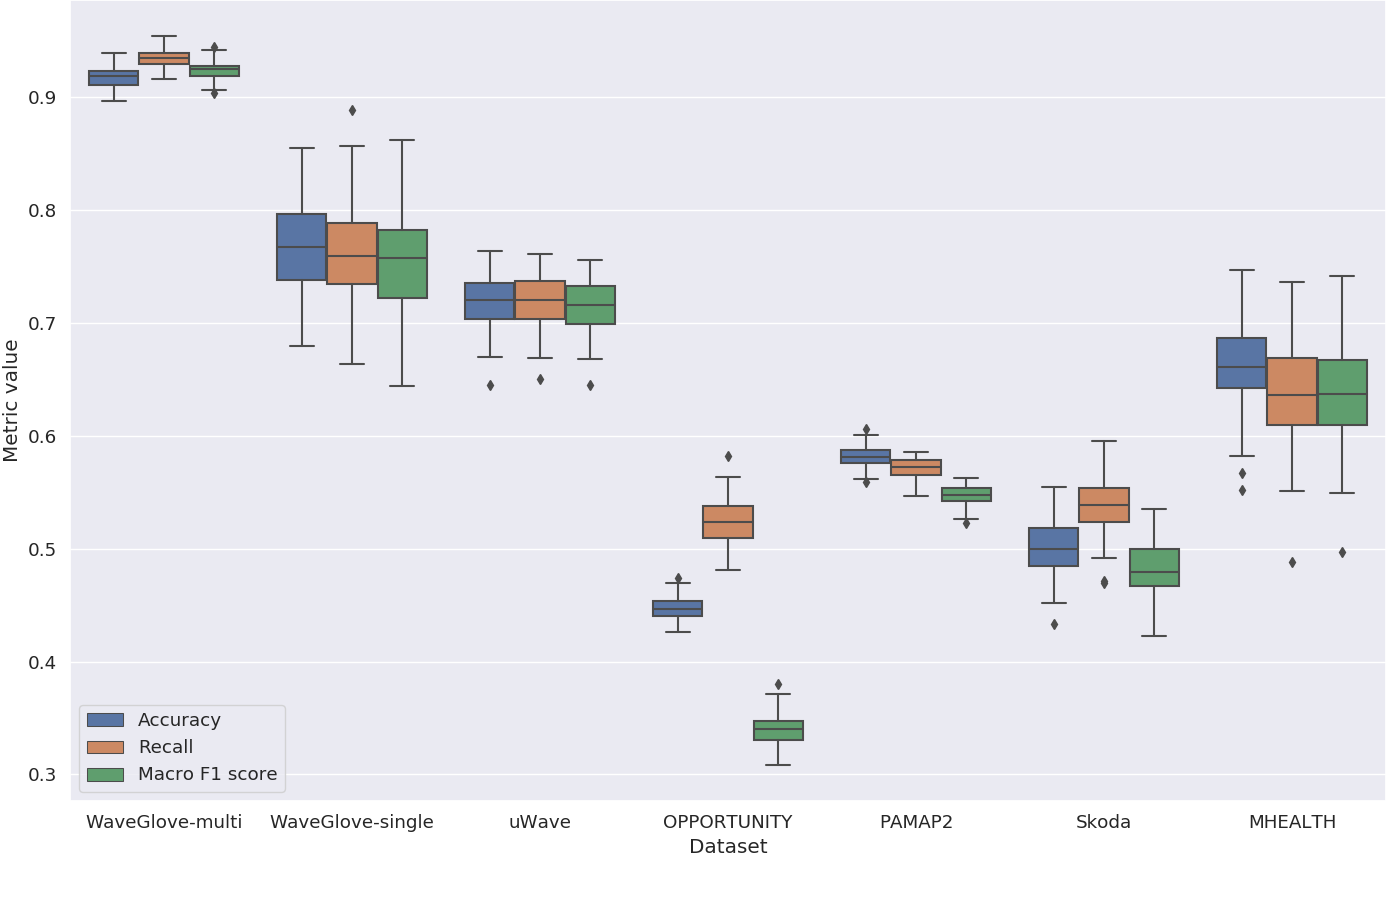 Metric value
0.9
0.8
0.7
0.6
0.5
0.4
0.3
Accuracy
Recall
Macro F1 score
WaveGlove-multi WaveGlove-single uWave OPPORTUNITY PAMAP2 Skoda MHEALTH
Dataset